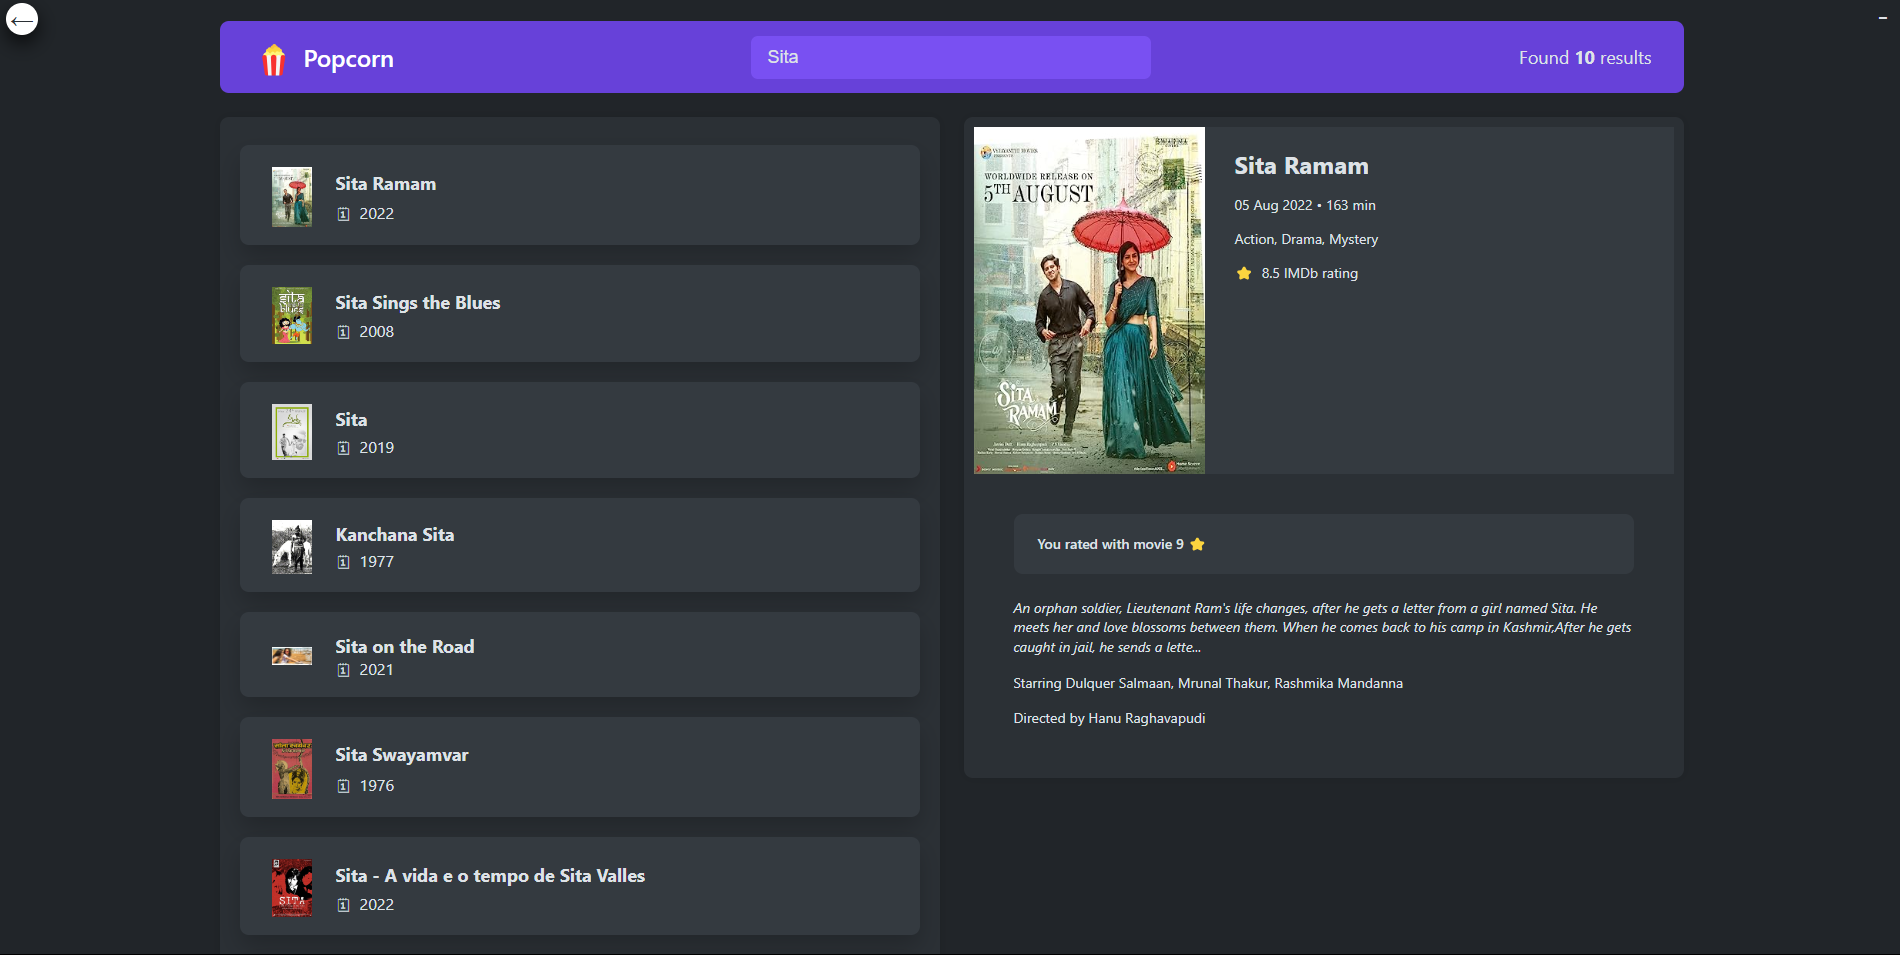 Popcorn
Sita
Found 10 results
Sita Ramam
2022
Sita Sings the Blues
2008
Sita
2019
Kanchana Sita
1977
Sita on the Road
2021
Sita Swayamvar
1976
Sita - A vida e o tempo de Sita Valles
2022
WORLDWIDE RELEASE ON
5TH AUGUST
SITA
RAMAM
Sita Ramam
05 Aug 2022 • 163 min
Action, Drama, Mystery
8.5 IMDb rating
You rated with movie 9
An orphan soldier, Lieutenant Ram's life changes, after he gets a letter from a girl named Sita. He
meets her and love blossoms between them. When he comes back to his camp in Kashmir,After he gets
caught in jail, he sends a lette...
Starring Dulquer Salmaan, Mrunal Thakur, Rashmika Mandanna
Directed by Hanu Raghavapudi